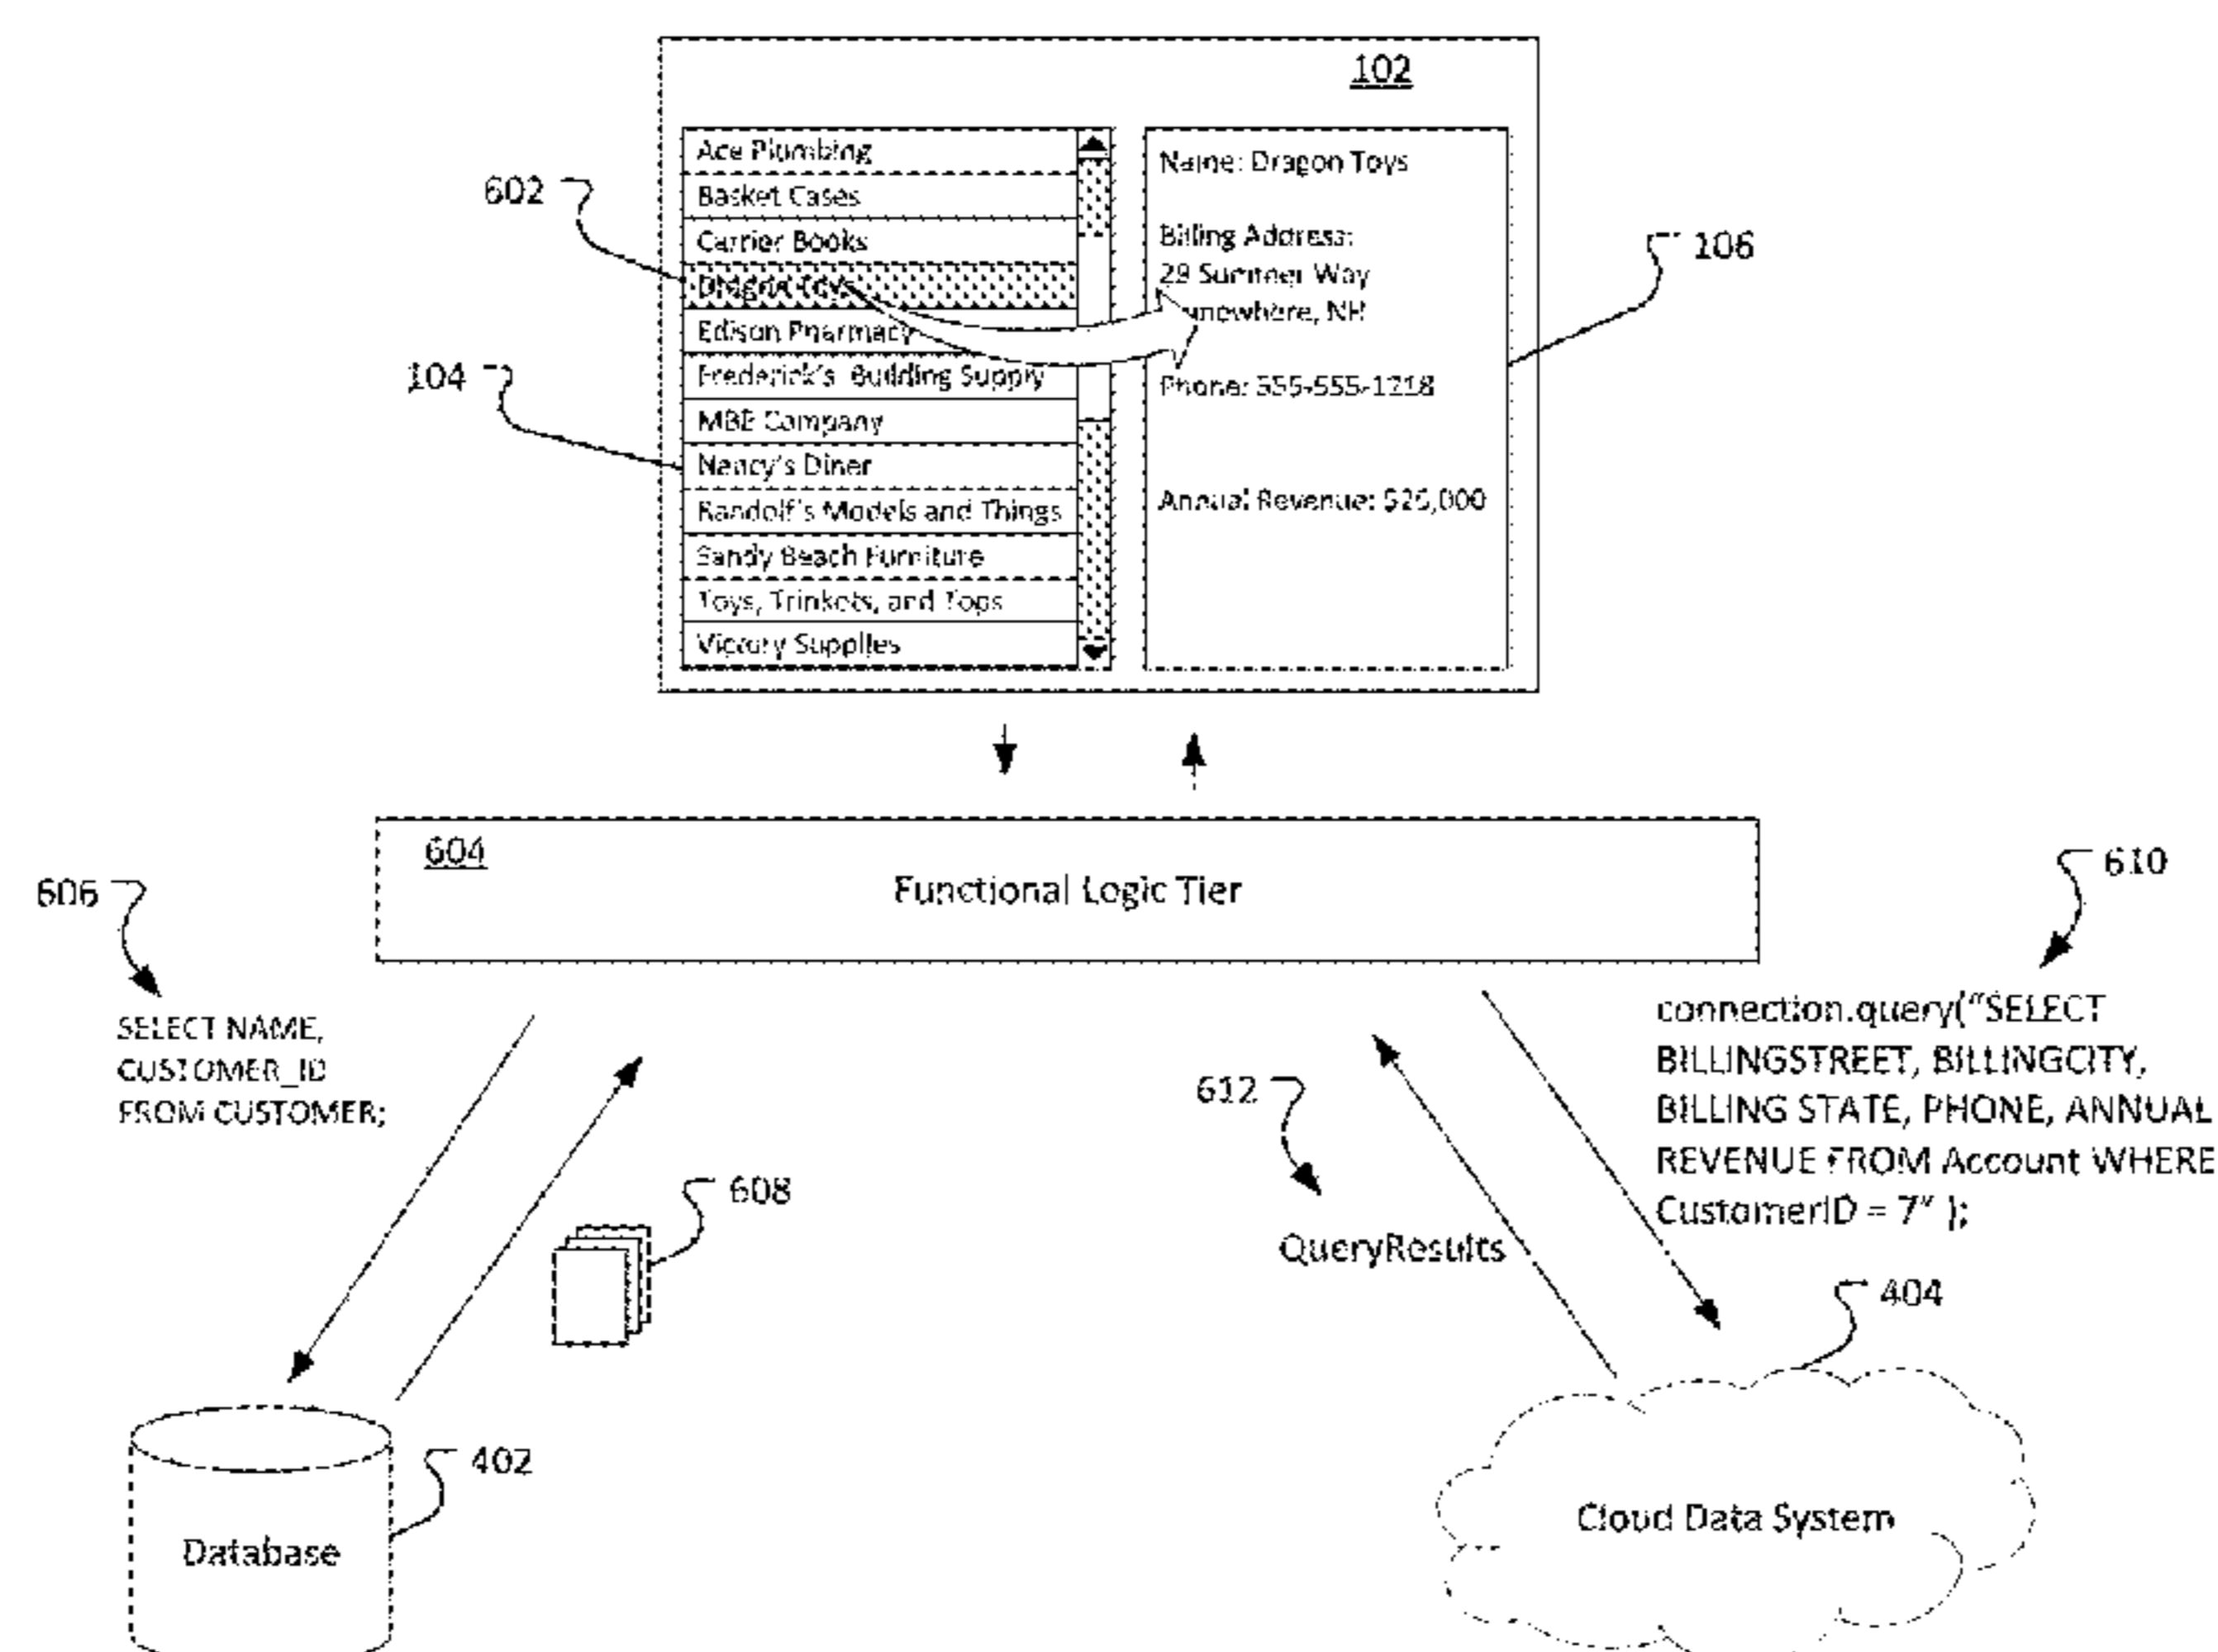 102
Ace Plumbing
Basket Cases
Carrier Books
Dragon Toys
Edison Pharmacy
Frederick's Building Supply
MBE Company
Nancy's Diner
Randolf's Models and Things
Sandy Beach Furniture
Toys, Trinkets, and Tops
Victory Supplies
Name: Dragon Toys
Billing Address:
29 Summer Way
NH
Phone: 555-555-1218
Annual Revenue: $25,000
602
104
106
604
Functional Logic Tier
606
SELECT NAME,
CUSTOMER_ID
FROM CUSTOMER;
608
610
connection.query("SELECT
BILLINGSTREET, BILLINGCITY,
BILLING STATE, PHONE, ANNUAL
REVENUE FROM Account WHERE
CustomerID = 7" );
612
QueryResults
404
402
Database
Cloud Data System